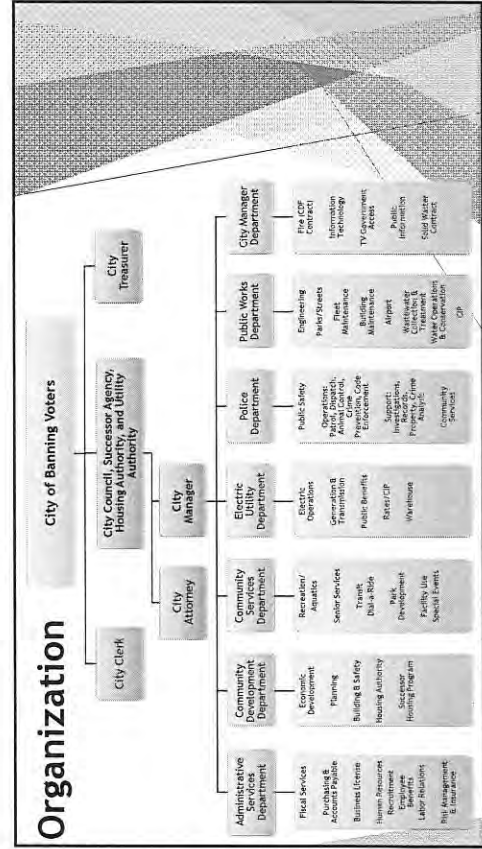 Organization
City of Banning Voters
City Clerk
City Council, Successor Agency,
Housing Authority, and Utility
Authority
City
Treasurer
City
Attorney
City
Manager
Administrative
Services
Department
Fiscal Services
Purchasing &
Accounts Payable
Business License
Human Resources
Recruitment
Employee
Benefits
Labor Relations
Risk Management
& Insurance
Community
Development
Department
Economic
Development
Planning
Building & Safety
Housing Authority
Successor
Housing Program
Community
Services
Department
Recreation/
Aquatics
Senior Services
Transit
Dial-a-Ride
Park
Development
Facility Use
Special Events
Electric
Utility
Department
Electric
Operations
Generation &
Transmission
Public Benefits
Rates/CIP
Warehouse
Police
Department
Public Safety
Operations:
Patrol, Dispatch,
Animal Control,
Crime
Prevention, Code
Enforcement
Support:
Investigations,
Records,
Property, Crime
Analysis
Community
Services
Public Works
Department
Engineering
Parks/Streets
Fleet
Maintenance
Building
Maintenance
Airport
Wastewater
Collection &
Treatment
Water Operations
& Conservation
CIP
City Manager
Department
Fire (CDF
Contract)
Information
Technology
TV Government
Access
Public
Information
Solid Waster
Contract